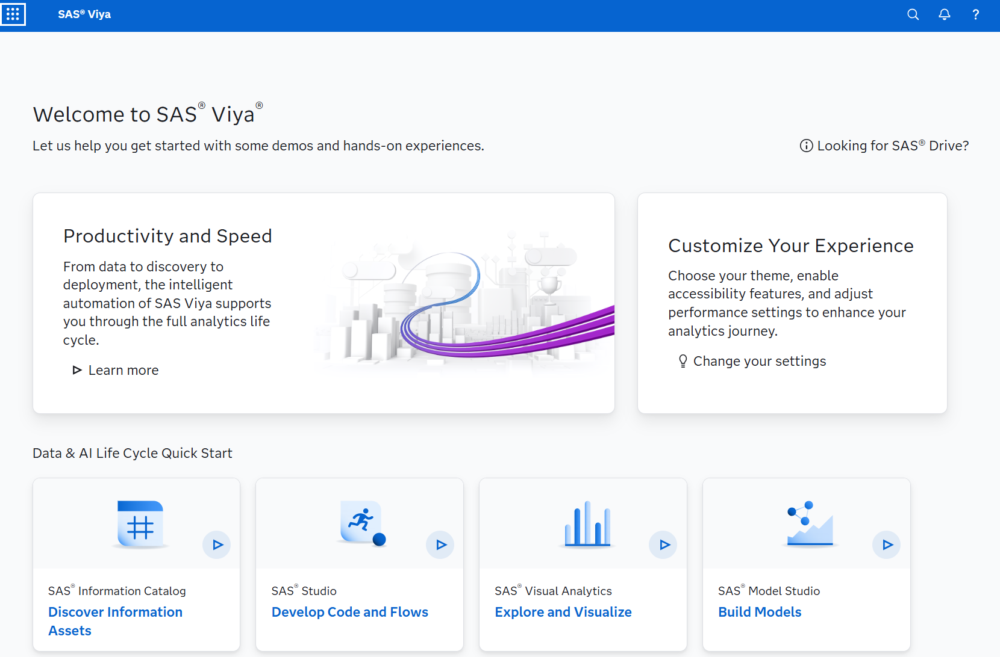 SAS® Viya
?
Welcome to SAS® Viya®
Let us help you get started with some demos and hands-on experiences.
Looking for SAS® Drive?
Productivity and Speed
From data to discovery to
deployment, the intelligent
automation of SAS Viya supports
you through the full analytics life
cycle.
Learn more
Customize Your Experience
Choose your theme, enable
accessibility features, and adjust
performance settings to enhance your
analytics journey.
Change your settings
Data & AI Life Cycle Quick Start
SAS® Information Catalog
Discover Information
Assets
SAS® Studio
Develop Code and Flows
SAS® Visual Analytics
Explore and Visualize
SAS® Model Studio
Build Models